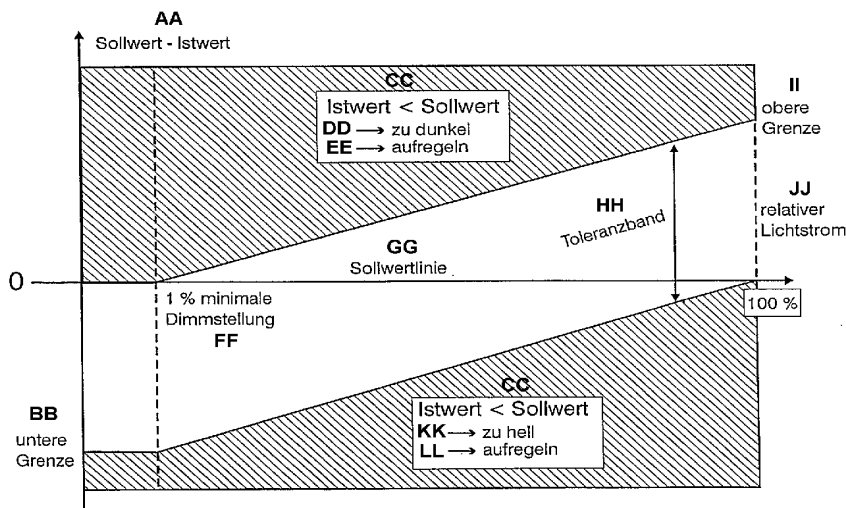 AA
Sollwert - Istwert
CC
Istwert < Sollwert
DD → zu dunkel
EE → aufregeln
II
obere
Grenze
HH
Toleranzband
JJ
relativer
Lichtstrom
GG
Sollwertlinie
0
1 % minimale
Dimmstellung
FF
100 %
BB
untere
Grenze
CC
Istwert < Sollwert
KK → zu hell
LL → aufregeln